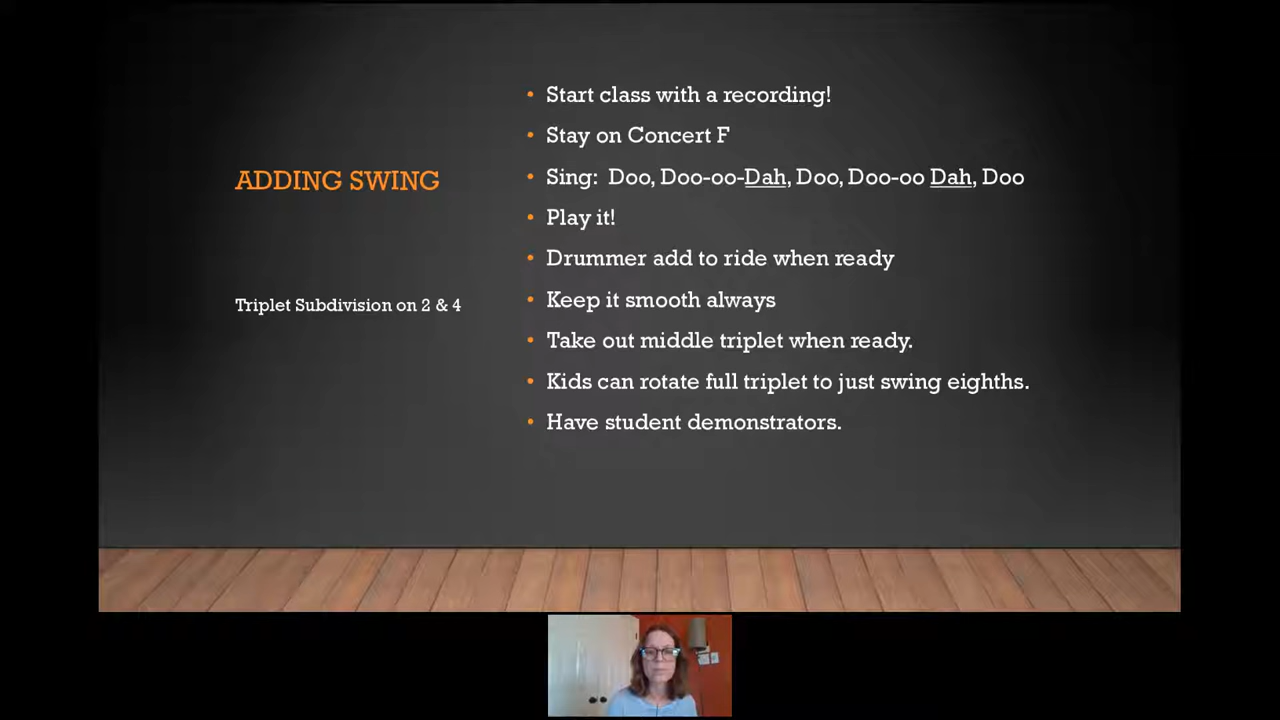 ADDING SWING
Triplet Subdivision on 2 & 4
• Start class with a recording!
• Stay on Concert F
• Sing: Doo, Doo-oo-Dah, Doo, Doo-oo Dah, Doo
• Play it!
• Drummer add to ride when ready
• Keep it smooth always
• Take out middle triplet when ready.
• Kids can rotate full triplet to just swing eighths.
• Have student demonstrators.